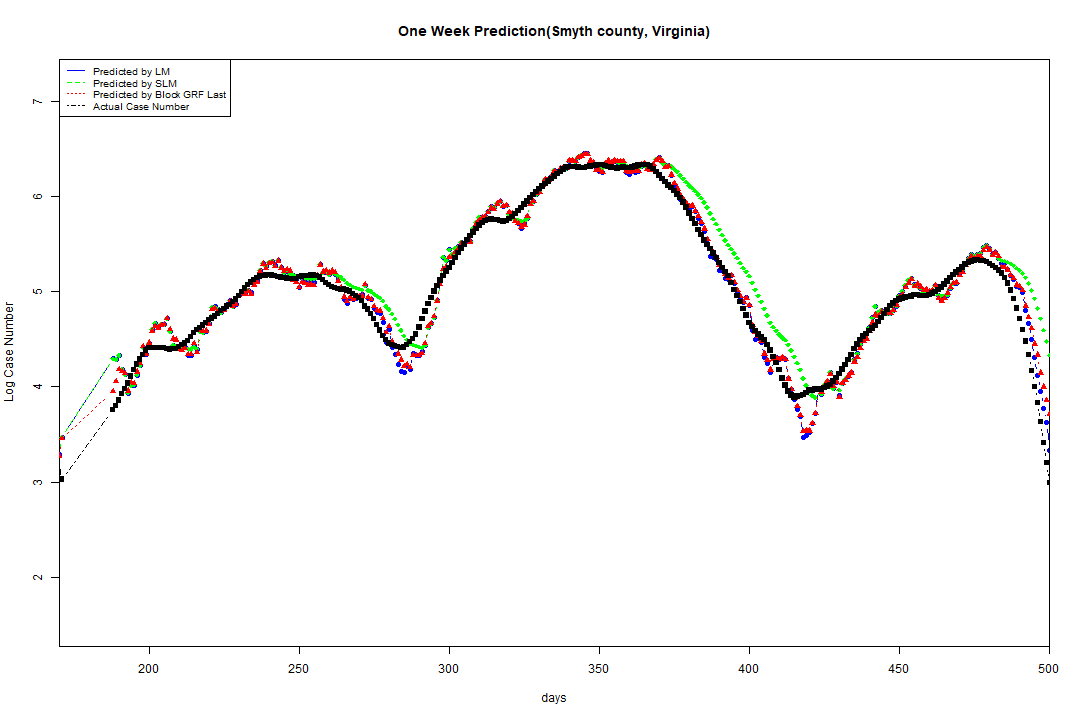 One Week Prediction(Smyth county, Virginia)
Predicted by LM
Predicted by SLM
Predicted by Block GRF Last
Actual Case Number
7
6
5
4
3
2
Log Case Number
200 250 300 350 400 450 500
days